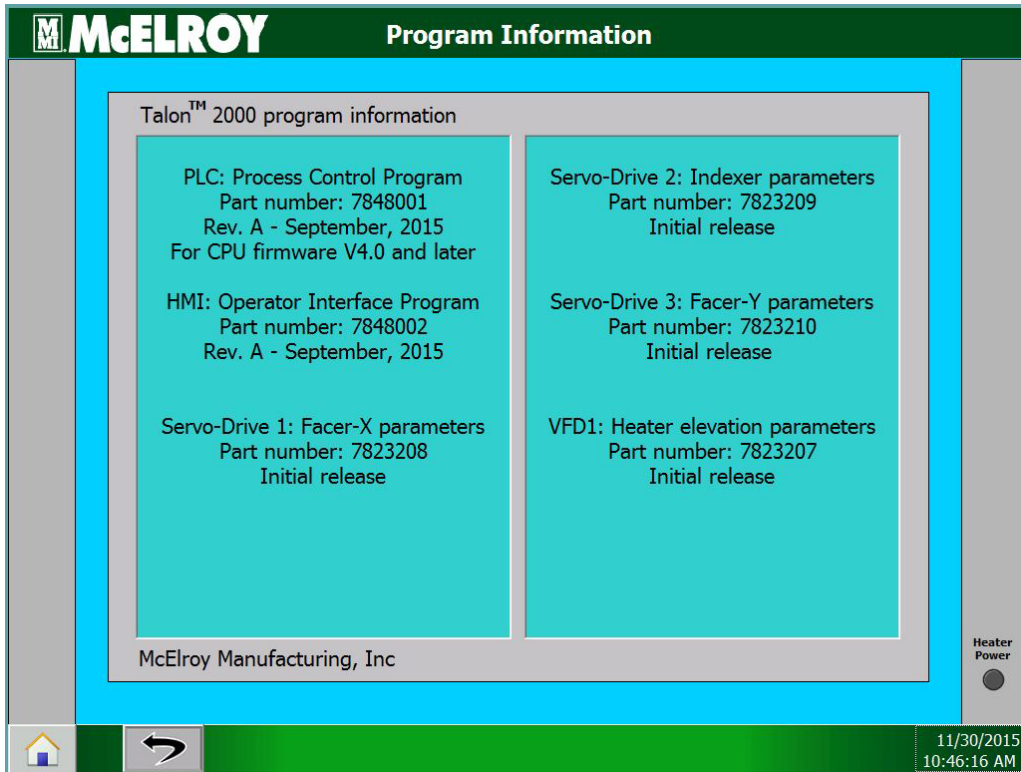 McELROY
Program Information
Talon™ 2000 program information
PLC: Process Control Program
Part number: 7848001
Rev. A - September, 2015
For CPU firmware V4.0 and later
HMI: Operator Interface Program
Part number: 7848002
Rev. A - September, 2015
Servo-Drive 1: Facer-X parameters
Part number: 7823208
Initial release
Servo-Drive 2: Indexer parameters
Part number: 7823209
Initial release
Servo-Drive 3: Facer-Y parameters
Part number: 7823210
Initial release
VFD1: Heater elevation parameters
Part number: 7823207
Initial release
McElroy Manufacturing, Inc
Heater
Power
11/30/2015
10:46:16 AM